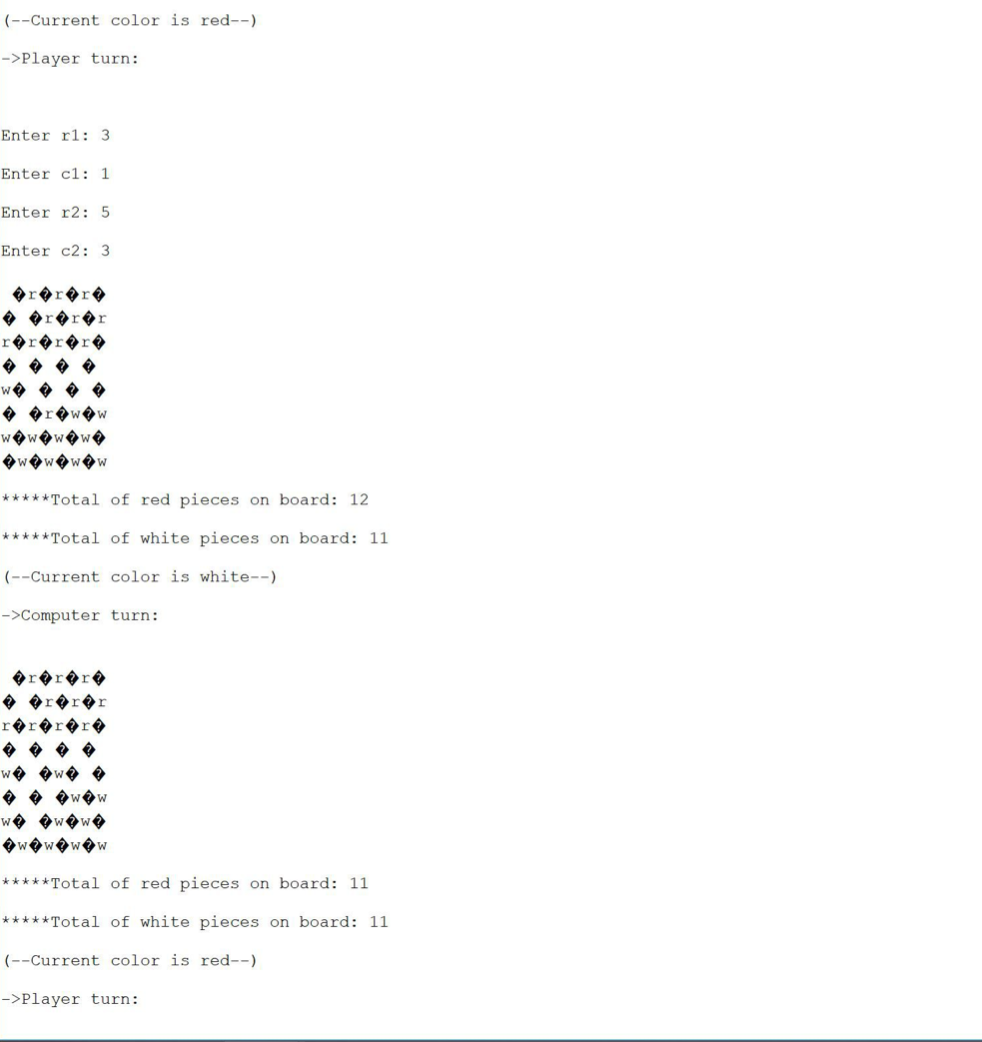 (--Current color is red--)
->Player turn:
Enter r1: 3
Enter c1: 1
Enter r2: 5
Enter c2: 3
 �r�r�r�
� �r�r�r
r�r�r�r�
� � � �
w� � � �
� �r�w�w
w�w�w�w�
�w�w�w�w
*****Total of red pieces on board: 12
*****Total of white pieces on board: 11
(--Current color is white--)
->Computer turn:
 �r�r�r�
� �r�r�r
r�r�r�r�
� � � �
w� �w� �
� � �w�w
w� �w�w�
�w�w�w�w
*****Total of red pieces on board: 11
*****Total of white pieces on board: 11
(--Current color is red--)
->Player turn: